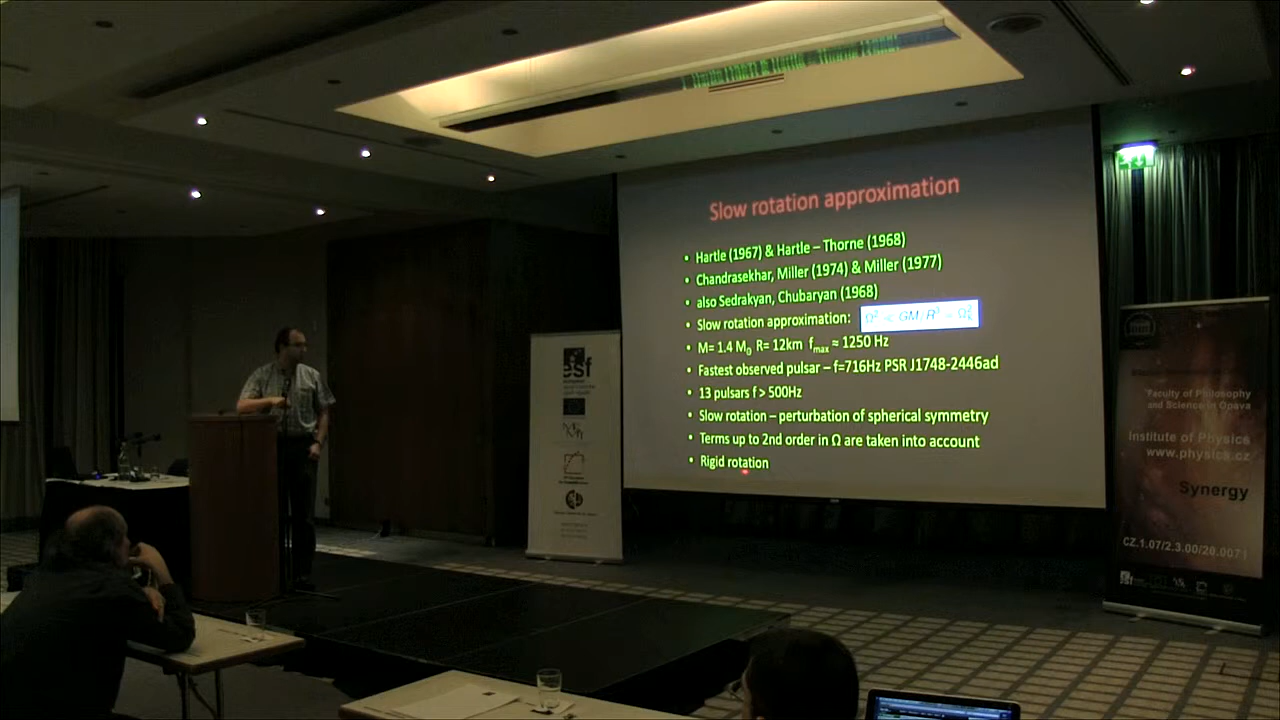 Slow rotation approximation
• Hartle (1967) & Hartle – Thorne (1968)
• Chandrasekhar, Miller (1974) & Miller (1977)
• also Sedrakyan, Chubaryan (1968)
• Slow rotation approximation:
• M= 1.4 M₀ R= 12km fmax ≈ 1250 Hz
• Fastest observed pulsar – f=716Hz PSR J1748-2446ad
• 13 pulsars f > 500Hz
• Slow rotation – perturbation of spherical symmetry
• Terms up to 2nd order in Ω are taken into account
• Rigid rotation
esf
Faculty of Philosophy
and Science in Opava
Institute of Physics
www.physics.cz
Synergy
CZ.1.07/2.3.00/20.0071
esf